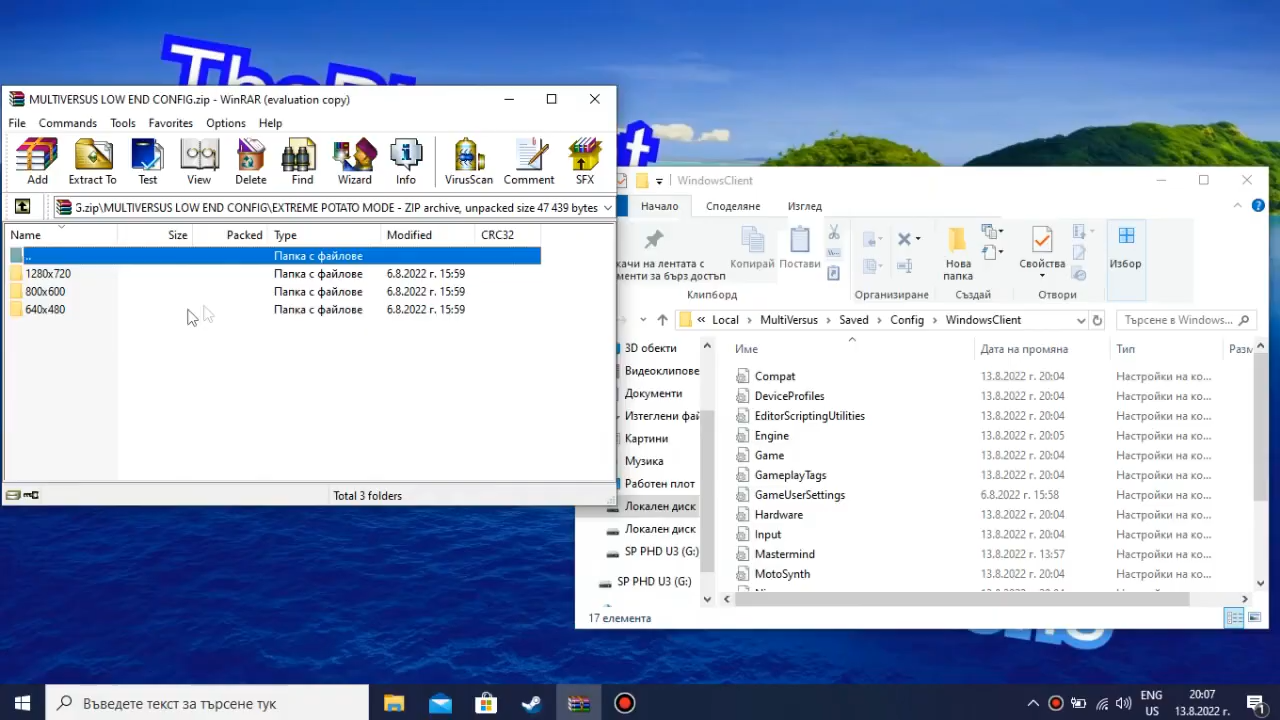 MULTIVERSUS LOW END CONFIG.zip - WinRAR (evaluation copy)
File Commands Tools Favorites Options Help
Add Extract To Test View Delete Find Wizard Info VirusScan Comment SFX
G.zip\MULTIVERSUS LOW END CONFIG\EXTREME POTATO MODE - ZIP archive, unpacked size 47 439 bytes
Name Size Packed Type Modified CRC32
.. Папка с файлове
1280x720 Папка с файлове 6.8.2022 г. 15:59
800x600 Папка с файлове 6.8.2022 г. 15:59
640x480 Папка с файлове 6.8.2022 г. 15:59
Total 3 folders
WindowsClient
Начало Споделяне Изглед
качи на лентата с
менти за бърз достъп
Копирай
Постави
Нова
папка
Свойства
Избор
Клипборд Организиране Създай Отвори
« Local › MultiVersus › Saved › Config › WindowsClient
Търсене в Windows...
3D обекти
Видеоклипове
Документи
Изтеглени фай
Картини
Музика
Работен плот
Локален диск
Локален диск
SP PHD U3 (G:)
SP PHD U3 (G:)
Име Дата на промяна Тип Разм
Compat 13.8.2022 г. 20:04 Настройки на ко...
DeviceProfiles 13.8.2022 г. 20:04 Настройки на ко...
EditorScriptingUtilities 13.8.2022 г. 20:04 Настройки на ко...
Engine 13.8.2022 г. 20:05 Настройки на ко...
Game 13.8.2022 г. 20:04 Настройки на ко...
GameplayTags 13.8.2022 г. 20:04 Настройки на ко...
GameUserSettings 6.8.2022 г. 15:58 Настройки на ко...
Hardware 13.8.2022 г. 20:04 Настройки на ко...
Input 13.8.2022 г. 20:04 Настройки на ко...
Mastermind 13.8.2022 г. 13:57 Настройки на ко...
MotoSynth 13.8.2022 г. 20:04 Настройки на ко...
17 елемента
Въведете текст за търсене тук
ENG
US
20:07
13.8.2022 г.
1